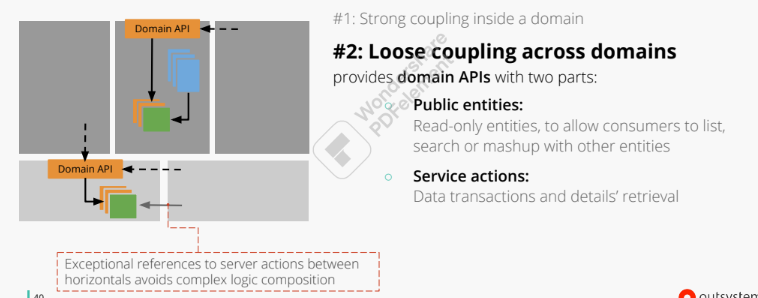 #1: Strong coupling inside a domain
#2: Loose coupling across domains
provides domain APIs with two parts:
Public entities:
Read-only entities, to allow consumers to list,
search or mashup with other entities
Service actions:
Data transactions and details' retrieval
Domain API
Domain API
Exceptional references to server actions between
horizontals avoids complex logic composition
Wondershare
PDFelement